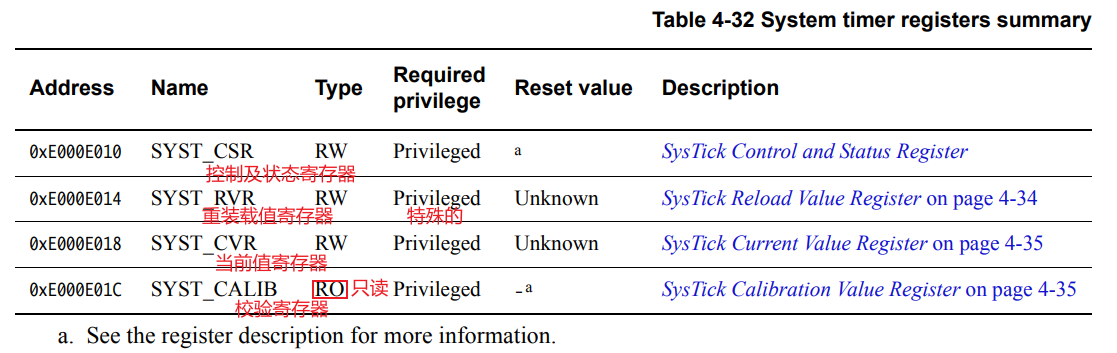 Table 4-32 System timer registers summary
Address Name Type Required privilege Reset value Description
0xE000E010 SYST_CSR RW Privileged a SysTick Control and Status Register
控制及状态寄存器
0xE000E014 SYST_RVR RW Privileged Unknown SysTick Reload Value Register on page 4-34
重装载值寄存器 特殊的
0xE000E018 SYST_CVR RW Privileged Unknown SysTick Current Value Register on page 4-35
当前值寄存器
0xE000E01C SYST_CALIB RO 只读 Privileged -a SysTick Calibration Value Register on page 4-35
校验寄存器
a. See the register description for more information.